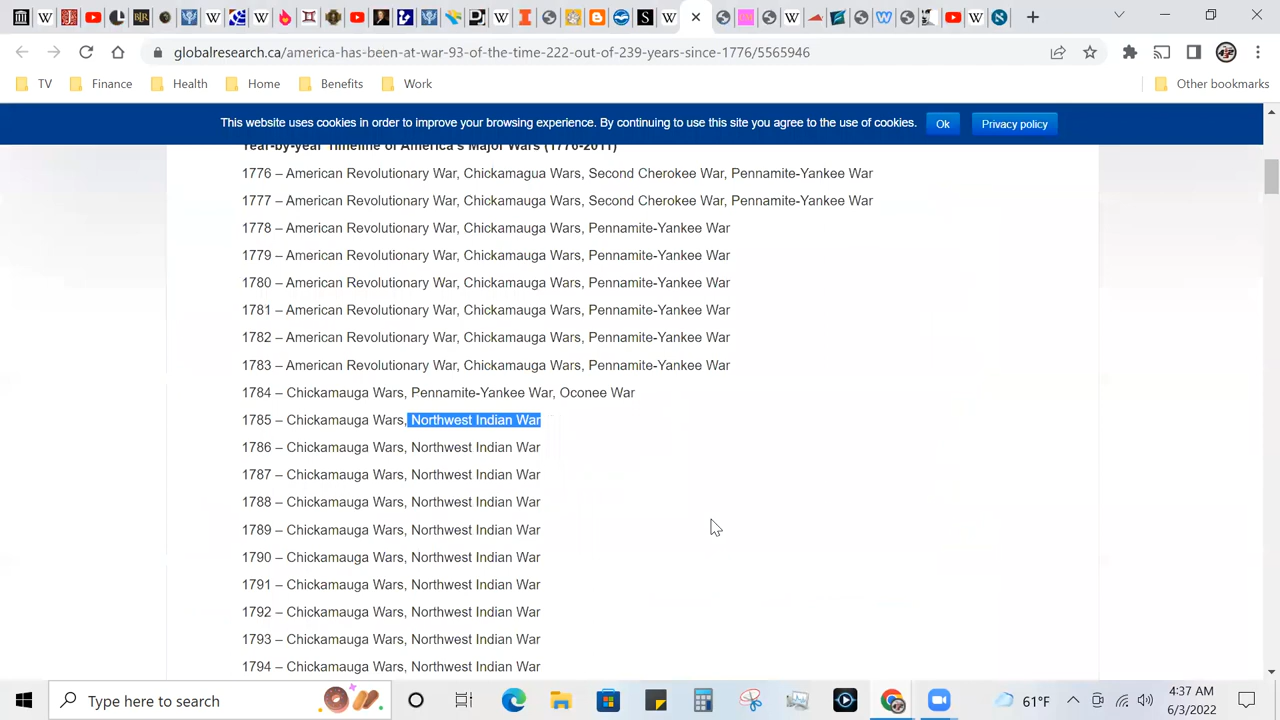 globalresearch.ca/america-has-been-at-war-93-of-the-time-222-out-of-239-years-since-1776/5565946
TV Finance Health Home Benefits Work Other bookmarks
This website uses cookies in order to improve your browsing experience. By continuing to use this site you agree to the use of cookies. Ok Privacy policy
Year-by-year Timeline of America's Major Wars (1776-2011)
1776 – American Revolutionary War, Chickamagua Wars, Second Cherokee War, Pennamite-Yankee War
1777 – American Revolutionary War, Chickamauga Wars, Second Cherokee War, Pennamite-Yankee War
1778 – American Revolutionary War, Chickamauga Wars, Pennamite-Yankee War
1779 – American Revolutionary War, Chickamauga Wars, Pennamite-Yankee War
1780 – American Revolutionary War, Chickamauga Wars, Pennamite-Yankee War
1781 – American Revolutionary War, Chickamauga Wars, Pennamite-Yankee War
1782 – American Revolutionary War, Chickamauga Wars, Pennamite-Yankee War
1783 – American Revolutionary War, Chickamauga Wars, Pennamite-Yankee War
1784 – Chickamauga Wars, Pennamite-Yankee War, Oconee War
1785 – Chickamauga Wars, Northwest Indian War
1786 – Chickamauga Wars, Northwest Indian War
1787 – Chickamauga Wars, Northwest Indian War
1788 – Chickamauga Wars, Northwest Indian War
1789 – Chickamauga Wars, Northwest Indian War
1790 – Chickamauga Wars, Northwest Indian War
1791 – Chickamauga Wars, Northwest Indian War
1792 – Chickamauga Wars, Northwest Indian War
1793 – Chickamauga Wars, Northwest Indian War
1794 – Chickamauga Wars, Northwest Indian War
Type here to search 61°F 4:37 AM
6/3/2022